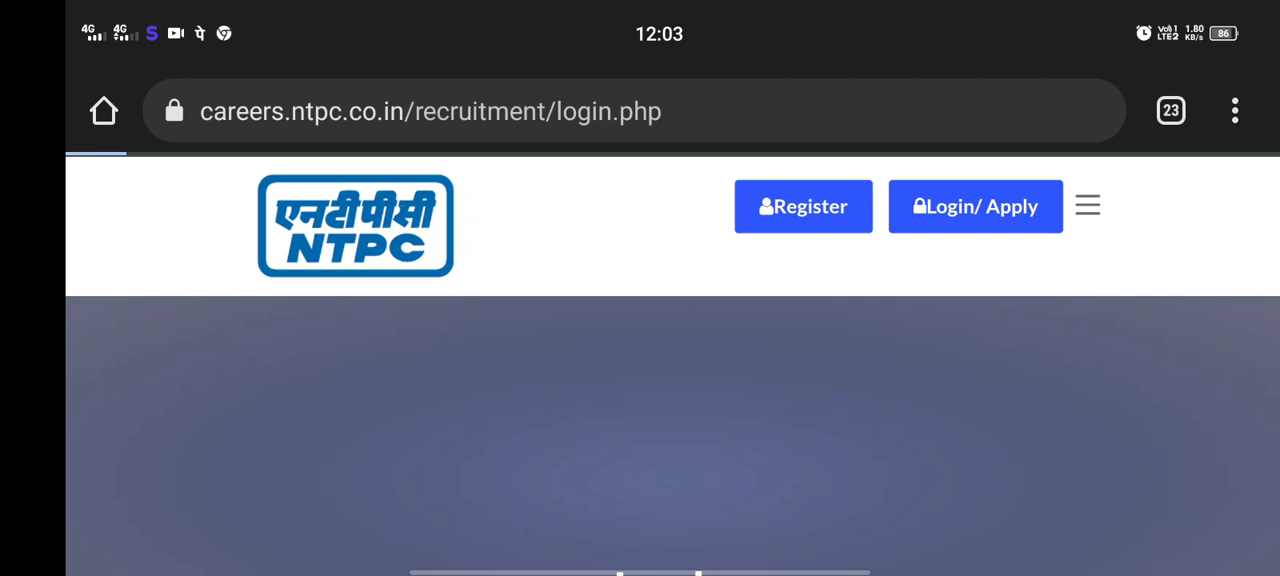 4G 4G S पे 12:03 Vo)) 1 LTE2 1.80 KB/s 86
careers.ntpc.co.in/recruitment/login.php 23
एनटीपीसी
NTPC
Register Login/ Apply